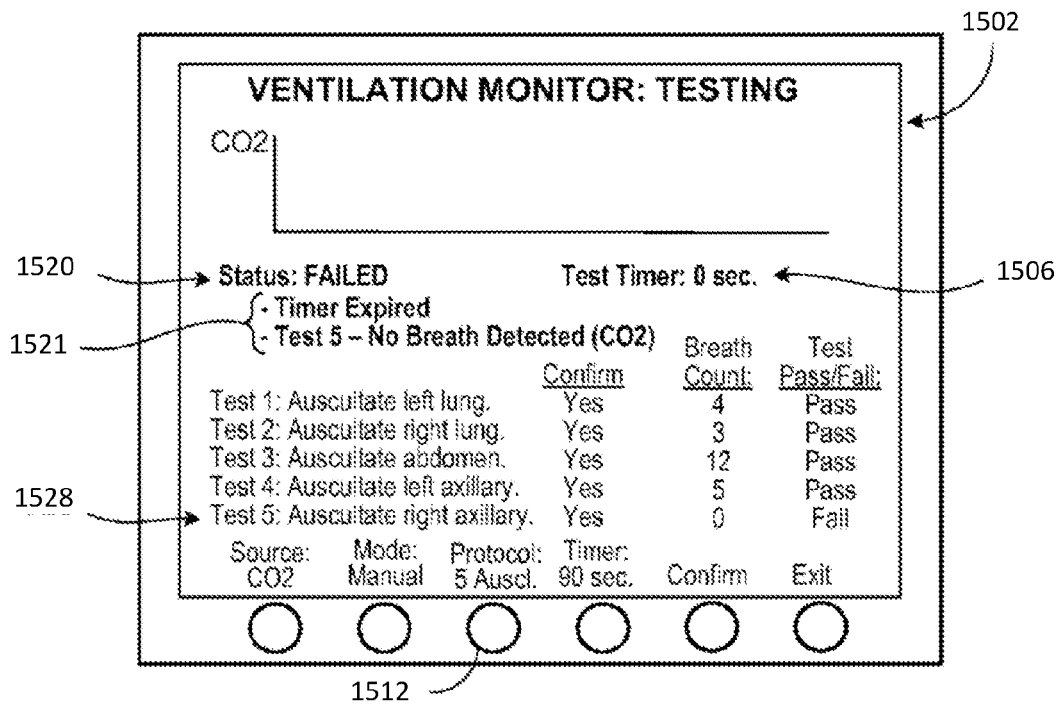 1502
VENTILATION MONITOR: TESTING
CO2
1520
Status: FAILED
Test Timer: 0 sec.
1506
1521
- Timer Expired
- Test 5 – No Breath Detected (CO2)
Confirm
Breath Count:
Test Pass/Fail:
Test 1: Auscultate left lung. Yes 4 Pass
Test 2: Auscultate right lung. Yes 3 Pass
Test 3: Auscultate abdomen. Yes 12 Pass
Test 4: Auscultate left axillary. Yes 5 Pass
1528
Test 5: Auscultate right axillary. Yes 0 Fail
Source: Mode: Protocol: Timer:
CO2 Manual 5 Auscl. 90 sec. Confirm Exit
1512